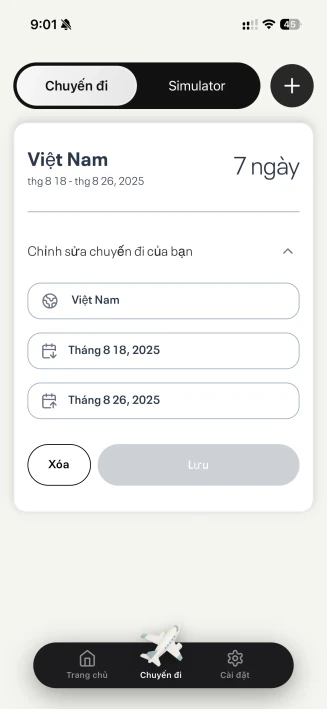 9:01
45
Chuyến đi
Simulator
Việt Nam
7 ngày
thg 8 18 - thg 8 26, 2025
Chỉnh sửa chuyến đi của bạn
Việt Nam
Tháng 8 18, 2025
Tháng 8 26, 2025
Xóa
Lưu
Trang chủ
Chuyến đi
Cài đặt